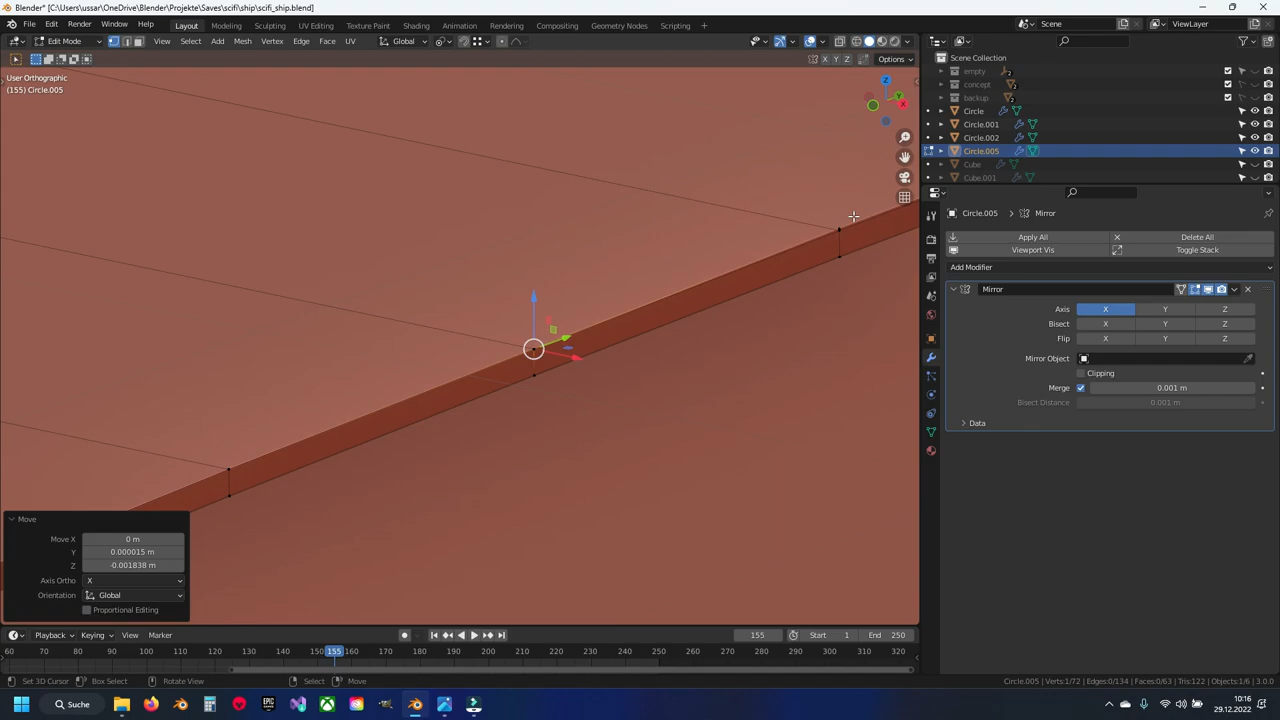 Blender* [C:\Users\ussar\OneDrive\Blender\Projekte\Saves\scifi\ship\scifi_ship.blend]
File Edit Render Window Help Layout Modeling Sculpting UV Editing Texture Paint Shading Animation Rendering Compositing Geometry Nodes Scripting + Scene ViewLayer
Edit Mode View Select Add Mesh Vertex Edge Face UV Global
X Y Z Options
User Orthographic
(155) Circle.005
Z
Y
X
Scene Collection
empty 2
concept 2
backup 2
Circle
Circle.001
Circle.002
Circle.005
Cube
Cube.001
Circle.005 > Mirror
Apply All Delete All
Viewport Vis Toggle Stack
Add Modifier
Mirror
Axis X Y Z
Bisect X Y Z
Flip X Y Z
Mirror Object
Clipping
Merge 0.001 m
Bisect Distance 0.001 m
Data
Move
Move X 0 m
Y 0.000015 m
Z -0.001838 m
Axis Ortho X
Orientation Global
Proportional Editing
Playback Keying View Marker 155 Start 1 End 250
60 70 80 90 100 110 120 130 140 150 155 160 170 180 190 200 210 220 230 240 250 260 270 280 290 300 310 320
Set 3D Cursor Box Select Rotate View Select Move Circle.005 | Verts:1/72 | Edges:0/134 | Faces:0/63 | Tris:122 | Objects:1/6 | 3.0.0
Suche EPIC GAMES 10:16
29.12.2022